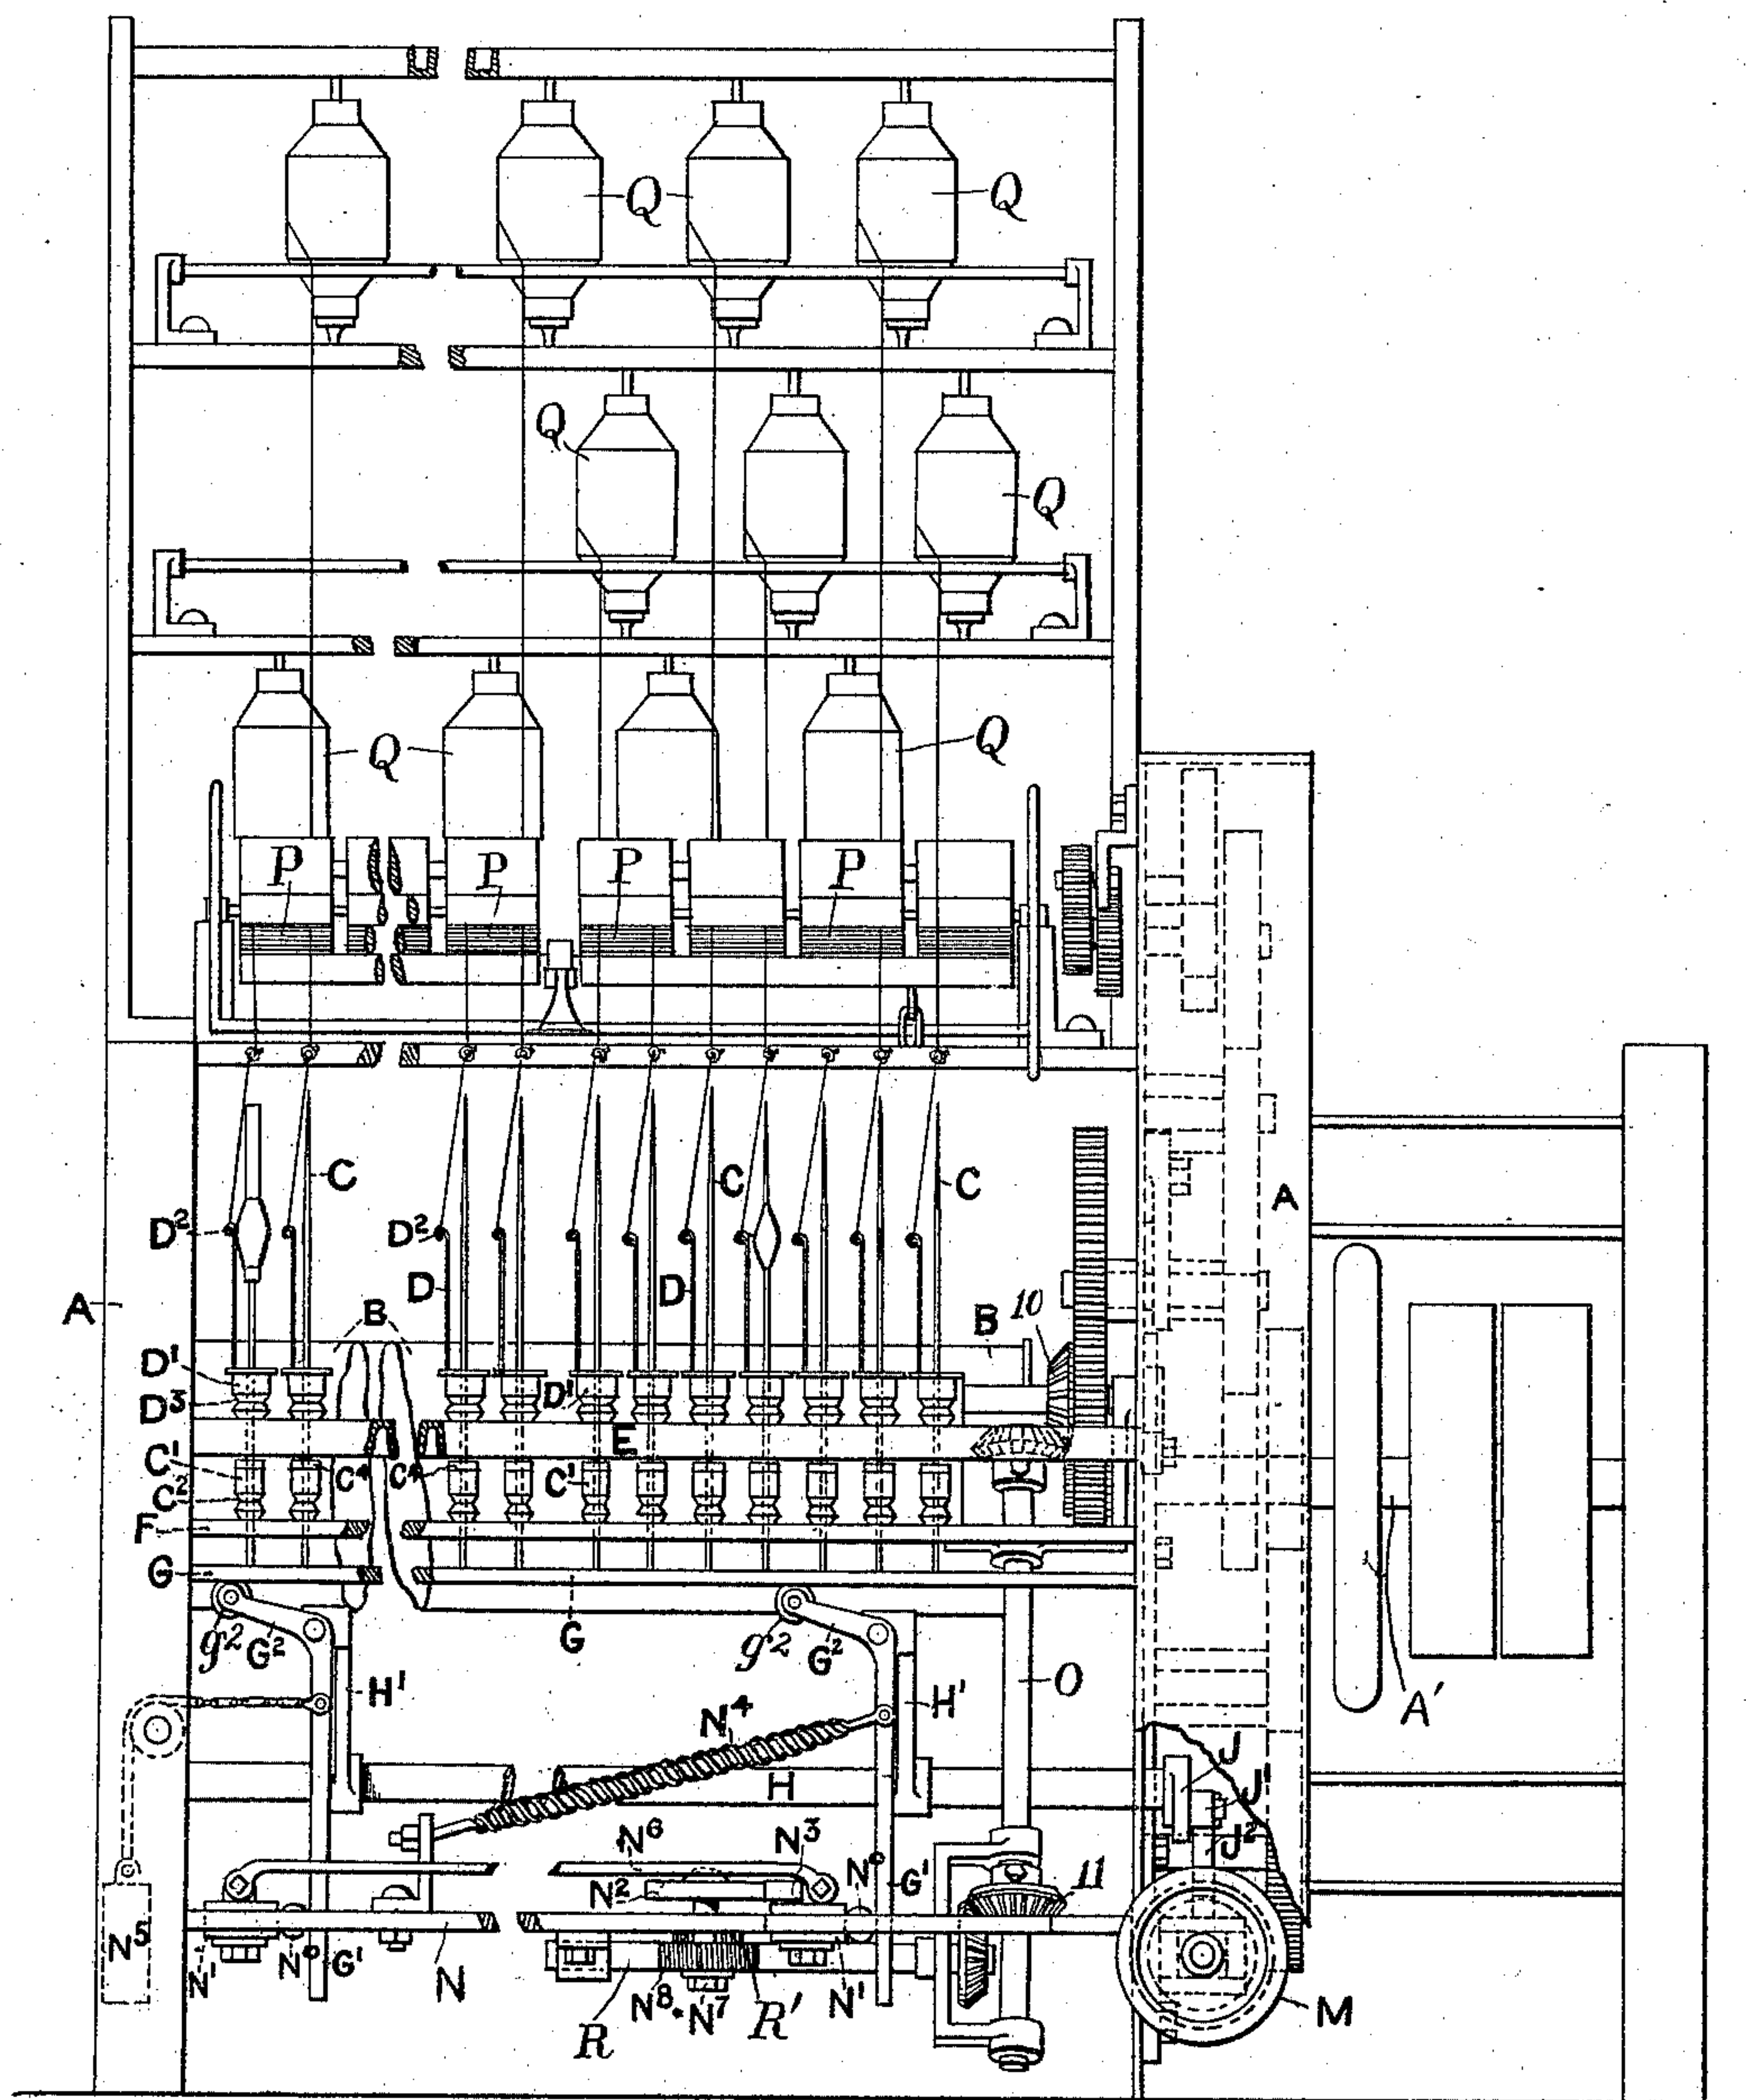 Q Q
Q
Q
Q Q
P P P P
C C C
D² D²
A
D D
A
B B 10
D¹
D³ D¹
E
C¹ C⁴ C⁴ C¹
C²
F
G
g² G² G g² G²
H' N⁴ H' O A'
J
H J'
J²
N⁶ N³ N⁰
N² G' 11
N⁵
N' N⁰ G' N N⁸ N⁷ R' N' M
R